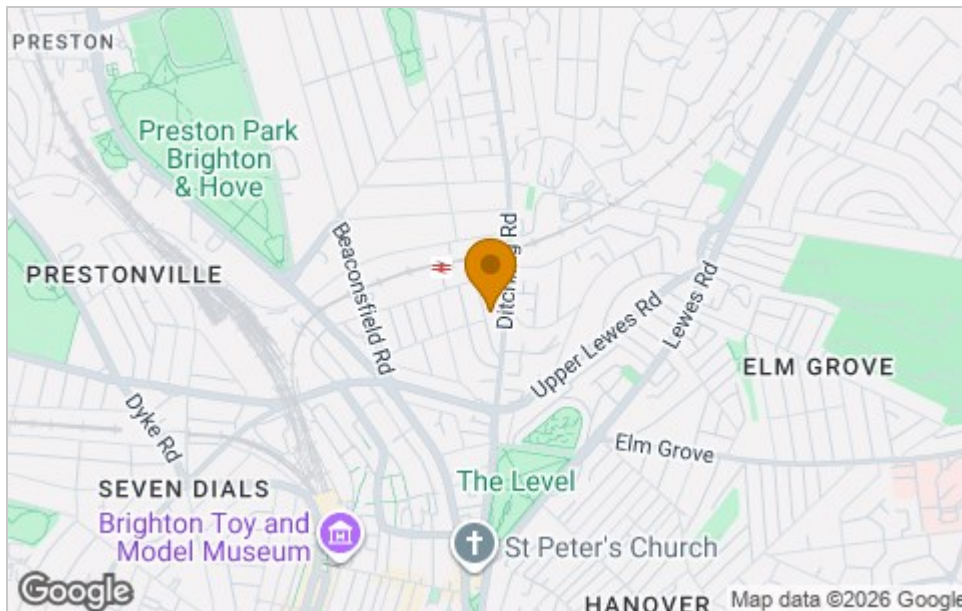 PRESTON
Preston Park
Brighton
& Hove
Ditchling Rd
Beaconsfield Rd
PRESTONVILLE
Lewes Rd
Upper Lewes Rd
ELM GROVE
Dyke Rd
Elm Grove
The Level
SEVEN DIALS
Brighton Toy and
Model Museum
St Peter's Church
Google
HANOVER
Map data ©2026 Google